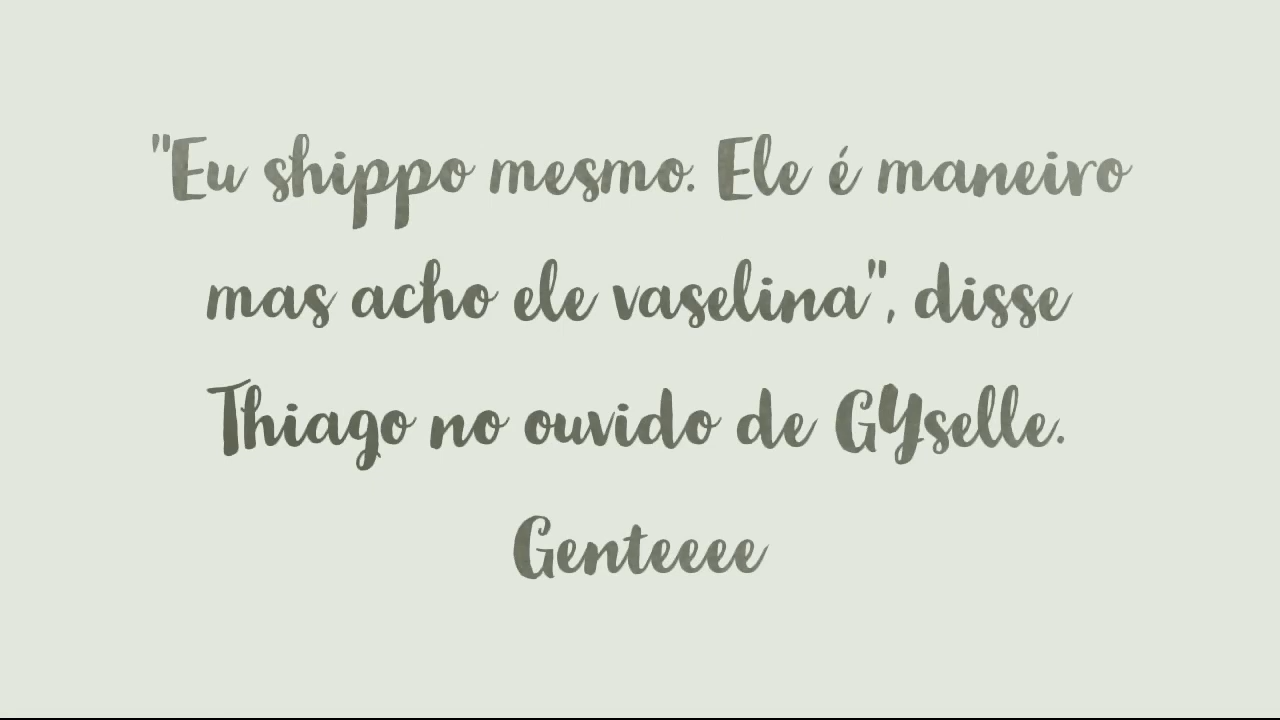 "Eu shippo mesmo. Ele é maneiro
mas acho ele vaselina", disse
Thiago no ouvido de GYselle.
Genteeee